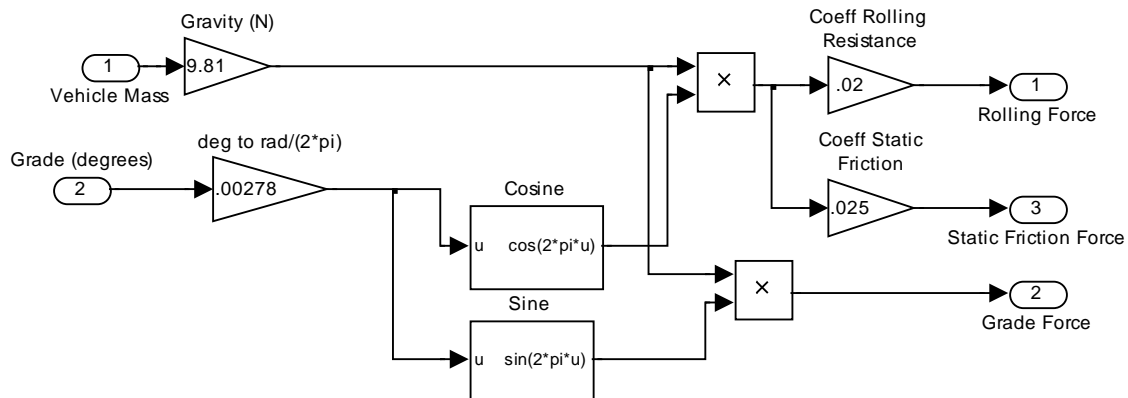 Gravity (N)
9.81
1
Vehicle Mass
×
Coeff Rolling
Resistance
.02
1
Rolling Force
Grade (degrees)
2
deg to rad/(2*pi)
.00278
Cosine
u cos(2*pi*u)
Coeff Static
Friction
.025
3
Static Friction Force
×
2
Grade Force
Sine
u sin(2*pi*u)